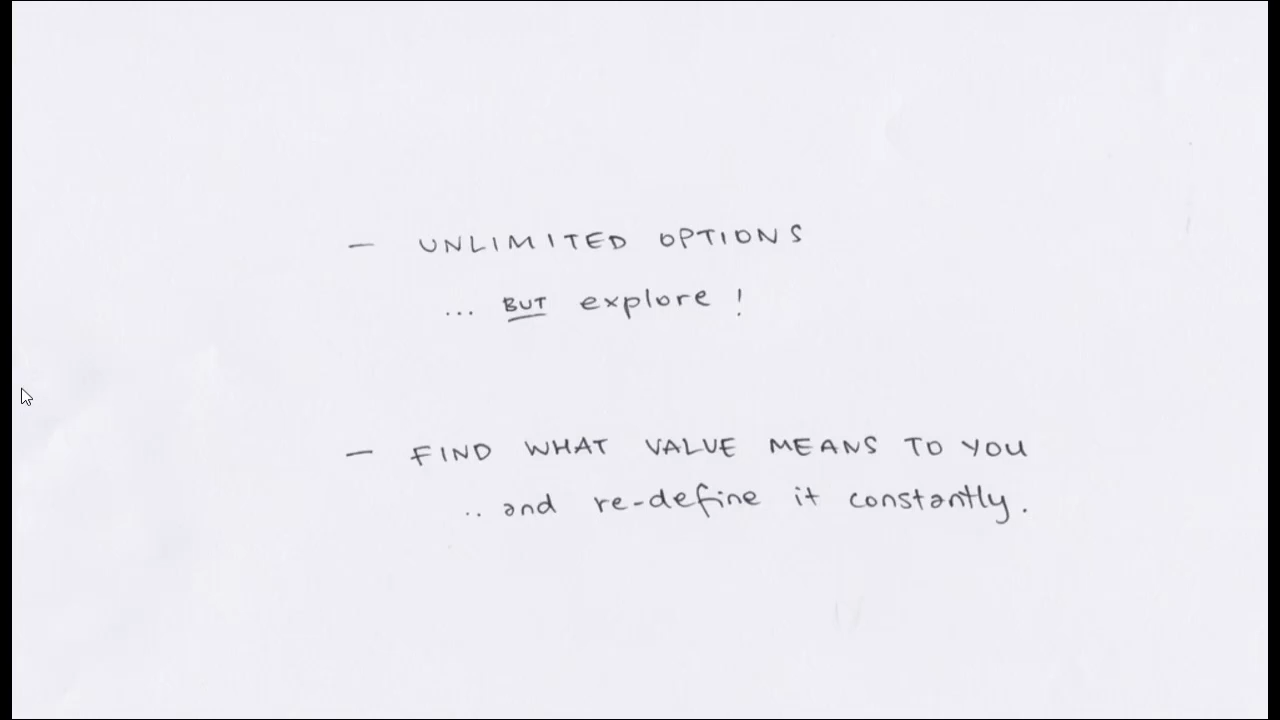 — UNLIMITED OPTIONS
... BUT explore !
— FIND WHAT VALUE MEANS TO YOU
.. and re-define it constantly.